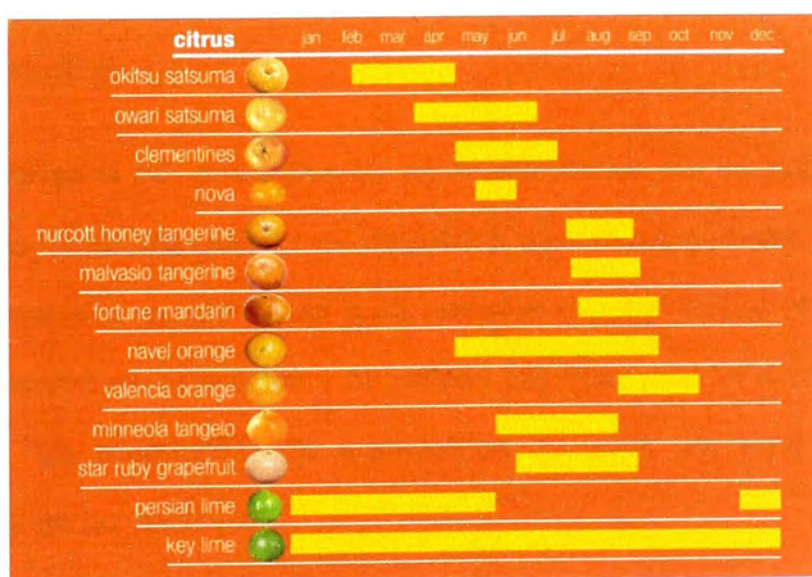 citrus jan feb mar apr may jun jul aug sep oct nov dec
okitsu satsuma
owari satsuma
clementines
nova
nurcott honey tangerine
malvasio tangerine
fortune mandarin
navel orange
valencia orange
minneola tangelo
star ruby grapefruit
persian lime
key lime